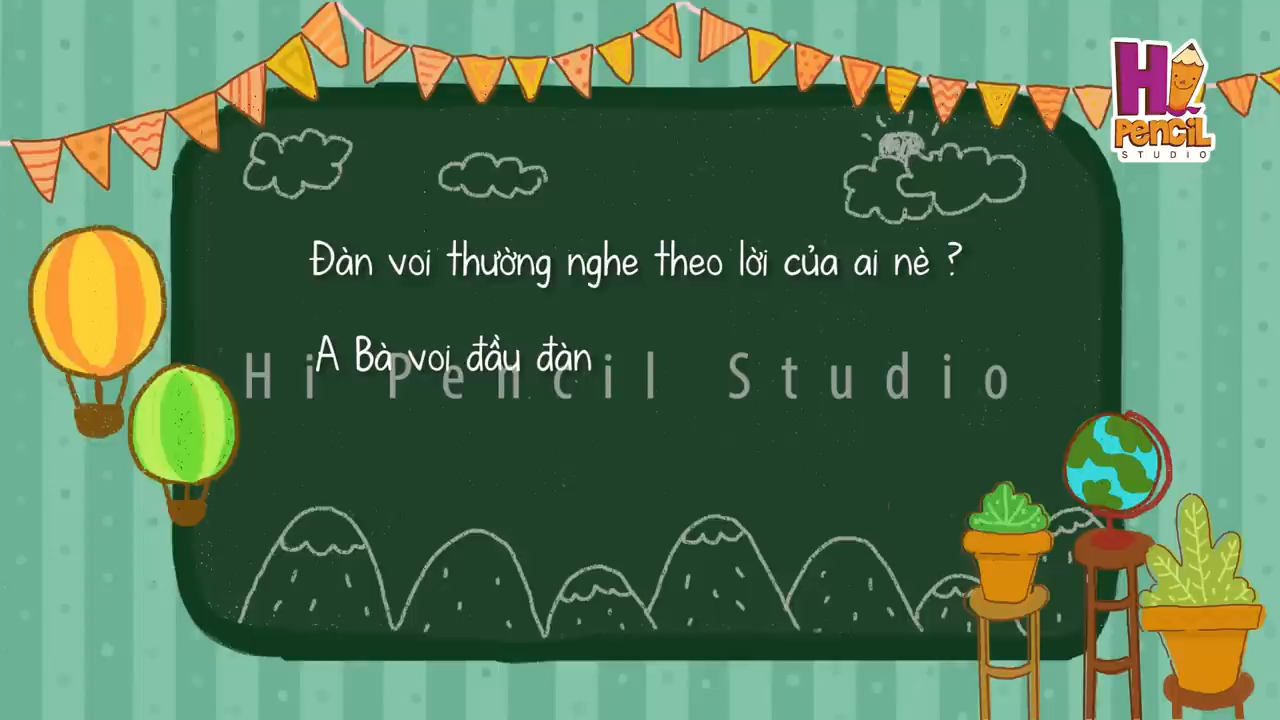 Hi
PENCIL
STUDIO
Đàn voi thường nghe theo lời của ai nè ?
A Bà voi đầu đàn
Hi Pencil Studio